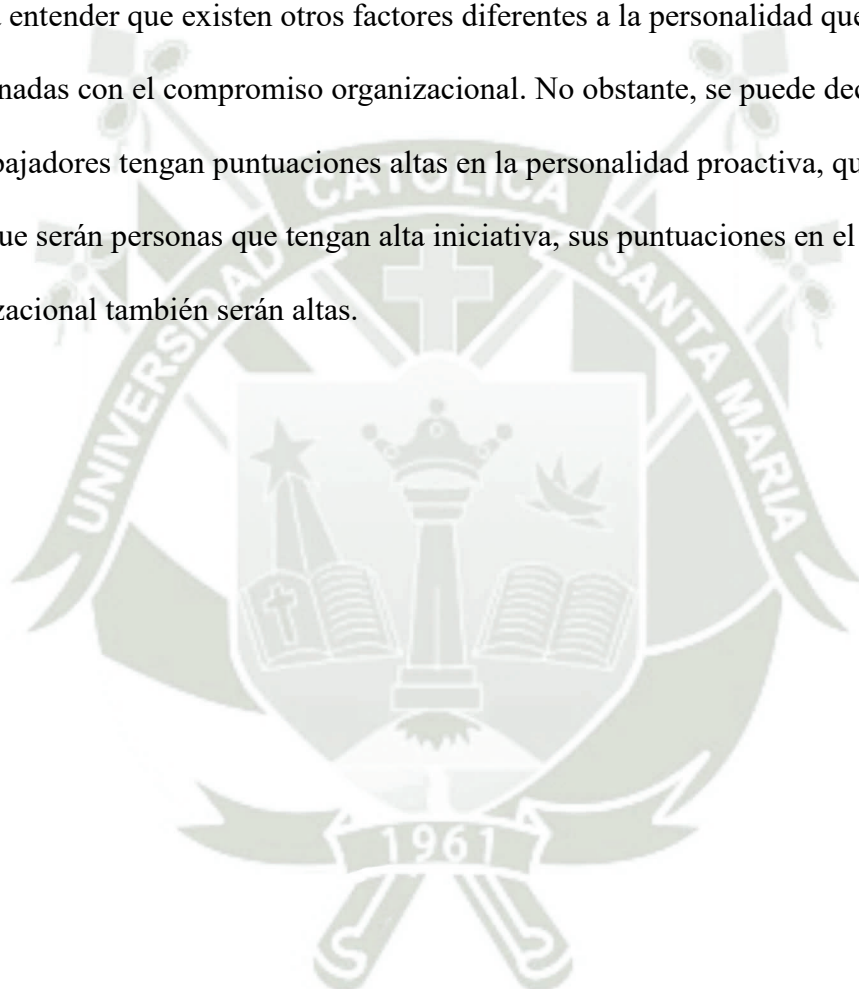 entender que existen otros factores diferentes a la personalidad que
nadas con el compromiso organizacional. No obstante, se puede dec
bajadores tengan puntuaciones altas en la personalidad proactiva, qu
ue serán personas que tengan alta iniciativa, sus puntuaciones en el
zacional también serán altas.
UNIVERSIDAD CATOLICA SANTA MARIA
1961